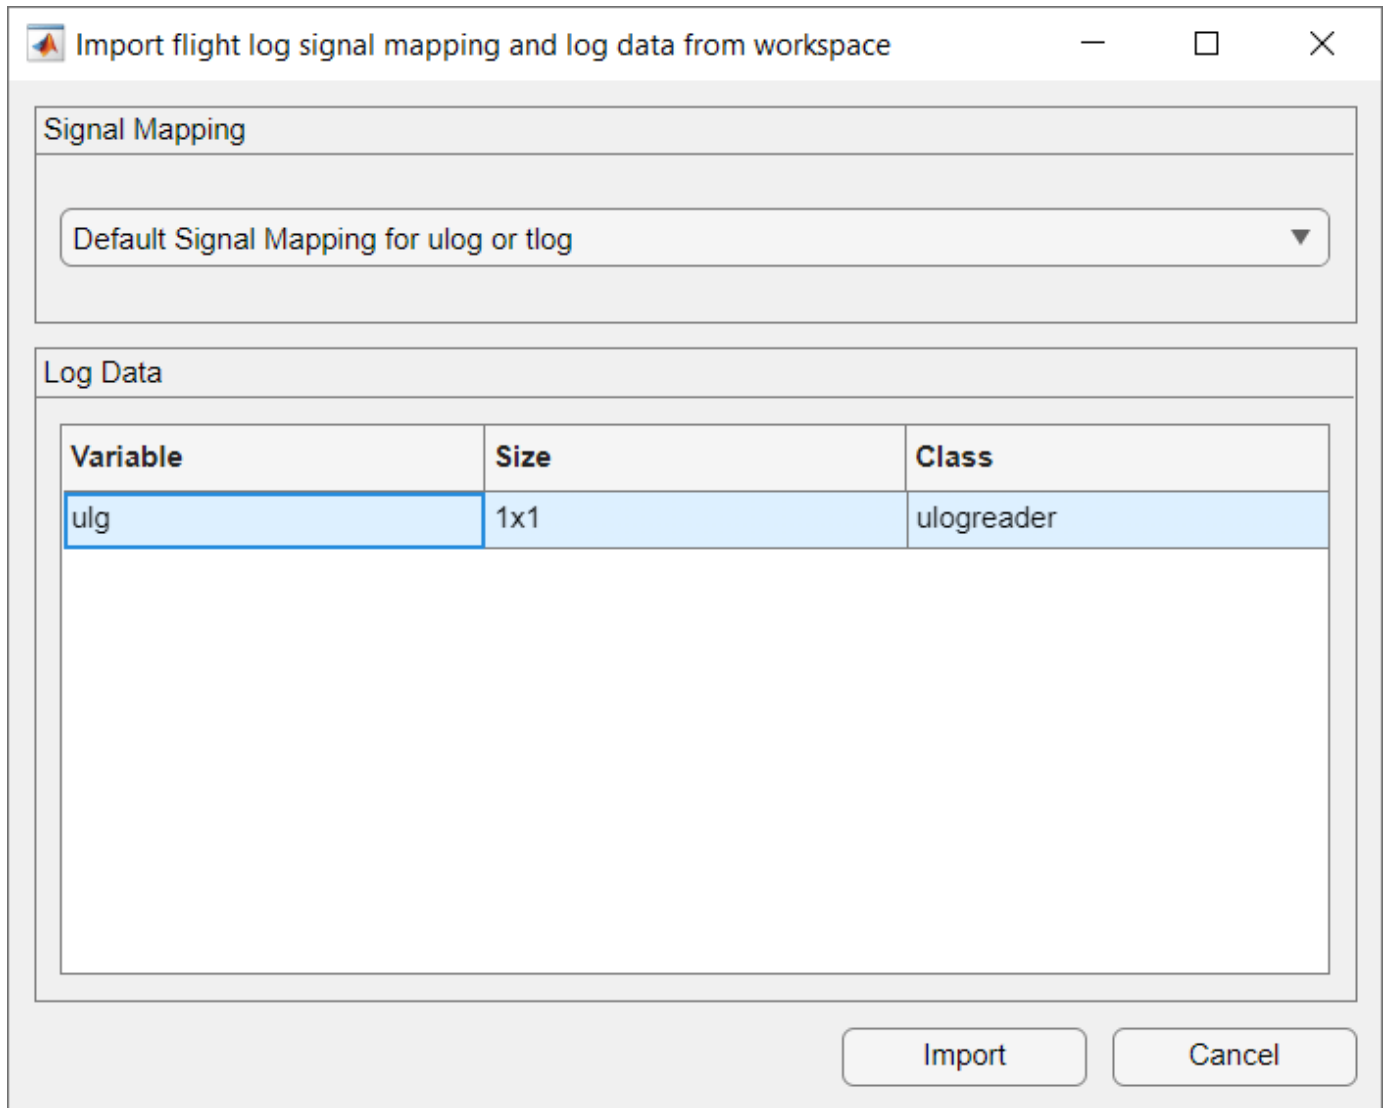 Import flight log signal mapping and log data from workspace
Signal Mapping
Default Signal Mapping for ulog or tlog
Log Data
Variable Size Class
ulg 1x1 ulogreader
Import Cancel